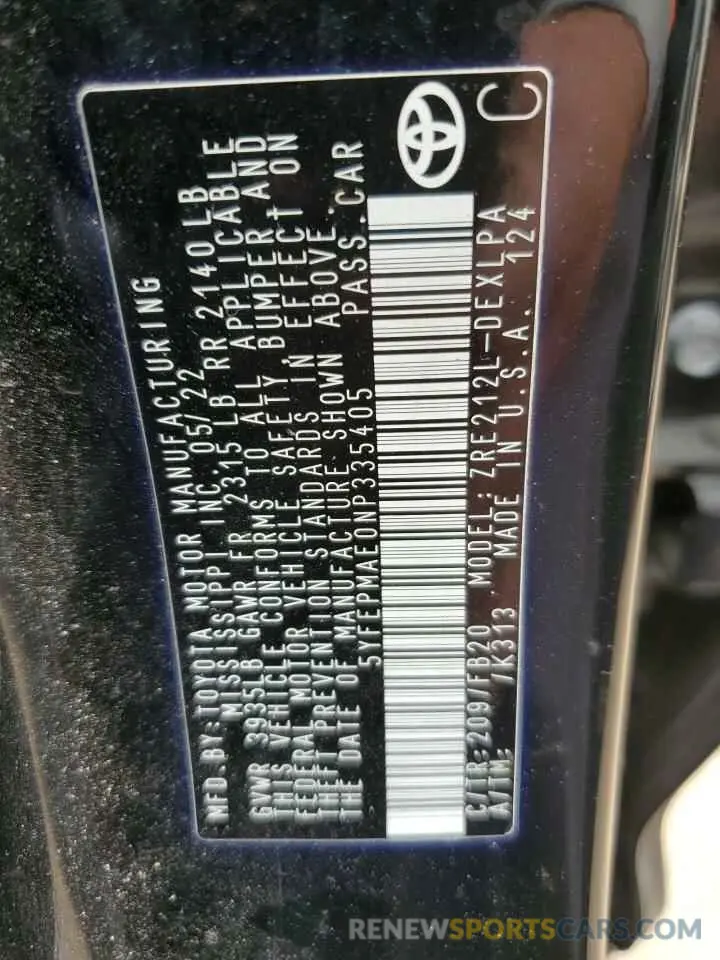 MFD. BY: TOYOTA MOTOR MANUFACTURING
MISSISSIPPI INC. 05/22
GVWR 3935LB GAWR FR 2315 LB RR 2140 LB
THIS VEHICLE CONFORMS TO ALL APPLICABLE
FEDERAL MOTOR VEHICLE SAFETY, BUMPER AND
THEFT PREVENTION STANDARDS IN EFFECT ON
THE DATE OF MANUFACTURE SHOWN ABOVE.
5YFEPMAE0NP335405 PASS. CAR
C/TR: 209/FB20 MODEL: ZRE212L-DEXLPA
A/TM: /K313 MADE IN U.S.A. 124
C
RENEWSPORTSCARS.COM